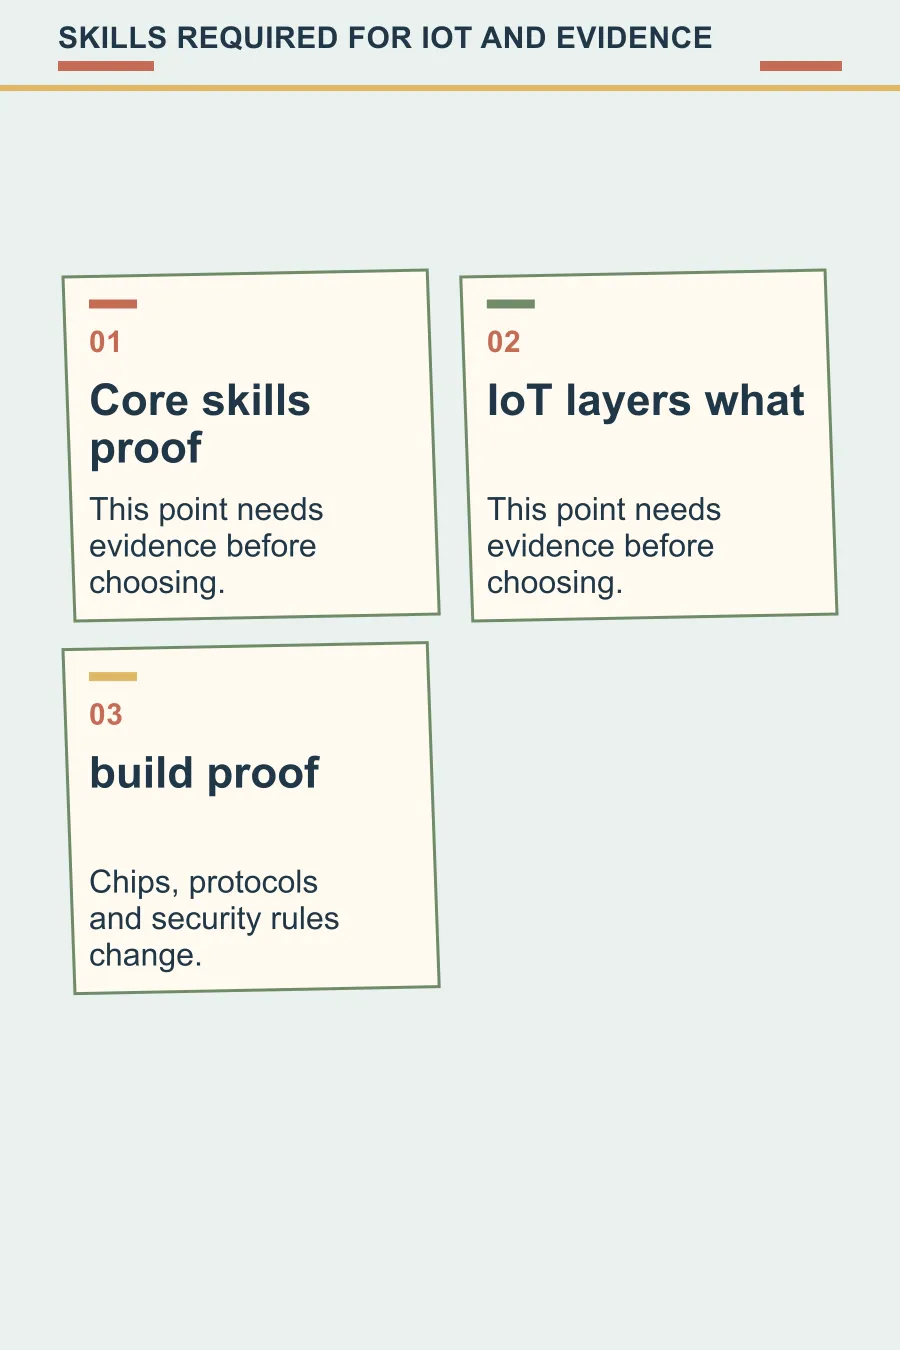 SKILLS REQUIRED FOR IOT AND EVIDENCE
01
Core skills
proof
This point needs
evidence before
choosing.
02
IoT layers what
This point needs
evidence before
choosing.
03
build proof
Chips, protocols
and security rules
change.